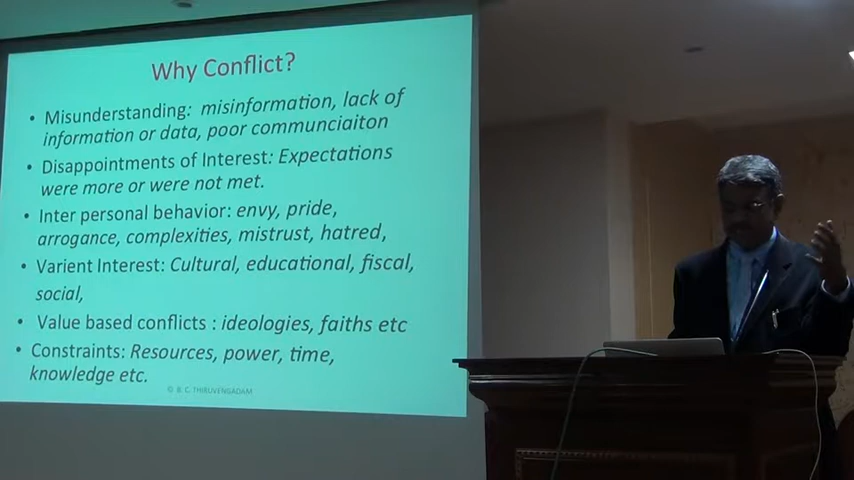 Why Conflict?
• Misunderstanding: misinformation, lack of
information or data, poor communciaiton
• Disappointments of Interest: Expectations
were more or were not met.
• Inter personal behavior: envy, pride,
arrogance, complexities, mistrust, hatred,
• Varient Interest: Cultural, educational, fiscal,
social,
• Value based conflicts : ideologies, faiths etc
• Constraints: Resources, power, time,
knowledge etc.
© B. C. THIRUVENGADAM